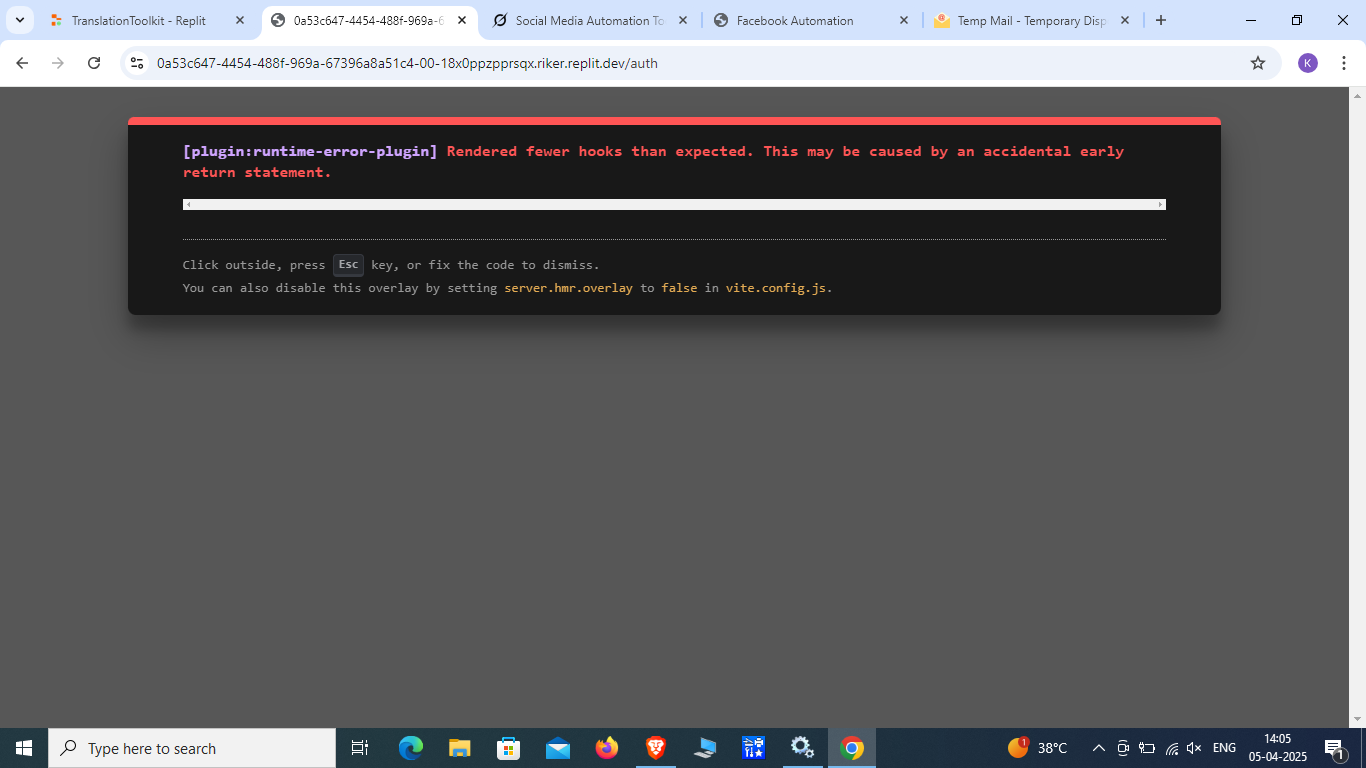 TranslationToolkit - Replit
0a53c647-4454-488f-969a-6
Social Media Automation To
Facebook Automation
Temp Mail - Temporary Disp
0a53c647-4454-488f-969a-67396a8a51c4-00-18x0ppzpprsqx.riker.replit.dev/auth
K
[plugin:runtime-error-plugin] Rendered fewer hooks than expected. This may be caused by an accidental early
return statement.
Click outside, press Esc key, or fix the code to dismiss.
You can also disable this overlay by setting server.hmr.overlay to false in vite.config.js.
Type here to search
1
38°C
ENG
14:05
05-04-2025
1